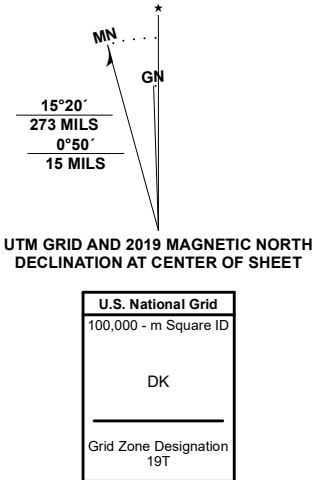 ★
MN
GN
15°20´
273 MILS
0°50´
15 MILS
UTM GRID AND 2019 MAGNETIC NORTH
DECLINATION AT CENTER OF SHEET
U.S. National Grid
100,000 - m Square ID
DK
Grid Zone Designation
19T